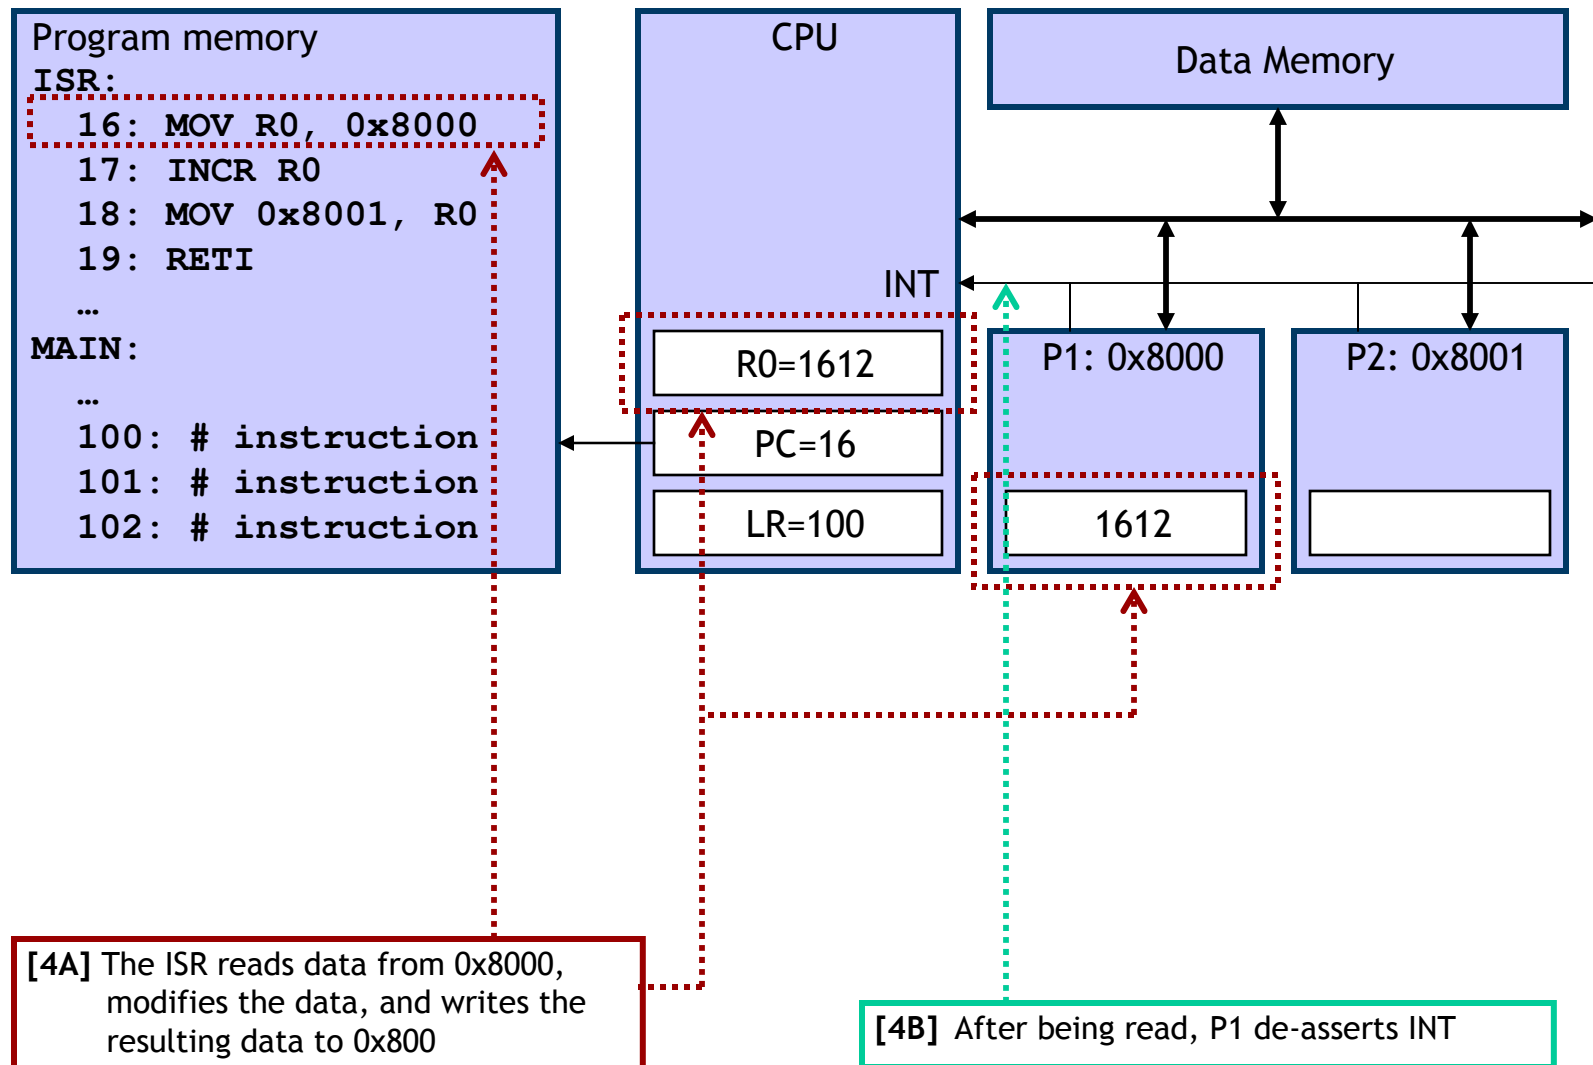 Program memory
ISR:
16: MOV R0, 0x8000
17: INCR R0
18: MOV 0x8001, R0
19: RETI
…
MAIN:
…
100: # instruction
101: # instruction
102: # instruction
CPU
INT
R0=1612
PC=16
LR=100
Data Memory
P1: 0x8000
1612
P2: 0x8001
[4A] The ISR reads data from 0x8000,
modifies the data, and writes the
resulting data to 0x800
[4B] After being read, P1 de-asserts INT